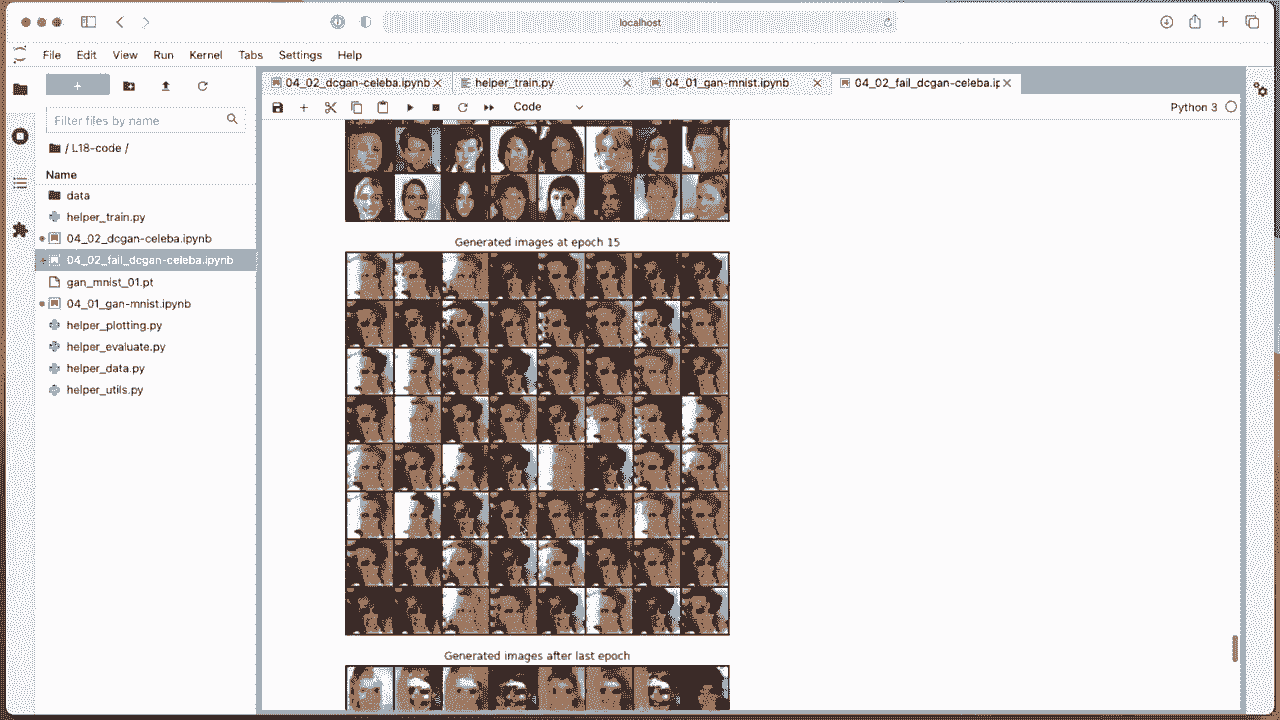 localhost
File Edit View Run Kernel Tabs Settings Help
+
04_02_dcgan-celeba.ipynb
helper_train.py
04_01_gan-mnist.ipynb
04_02_fail_dcgan-celeba.ip
Code
Python 3
Filter files by name
/ L18-code /
Name
data
helper_train.py
04_02_dcgan-celeba.ipynb
04_02_fail_dcgan-celeba.ipynb
gan_mnist_01.pt
04_01_gan-mnist.ipynb
helper_plotting.py
helper_evaluate.py
helper_data.py
helper_utils.py
Generated images at epoch 15
Generated images after last epoch